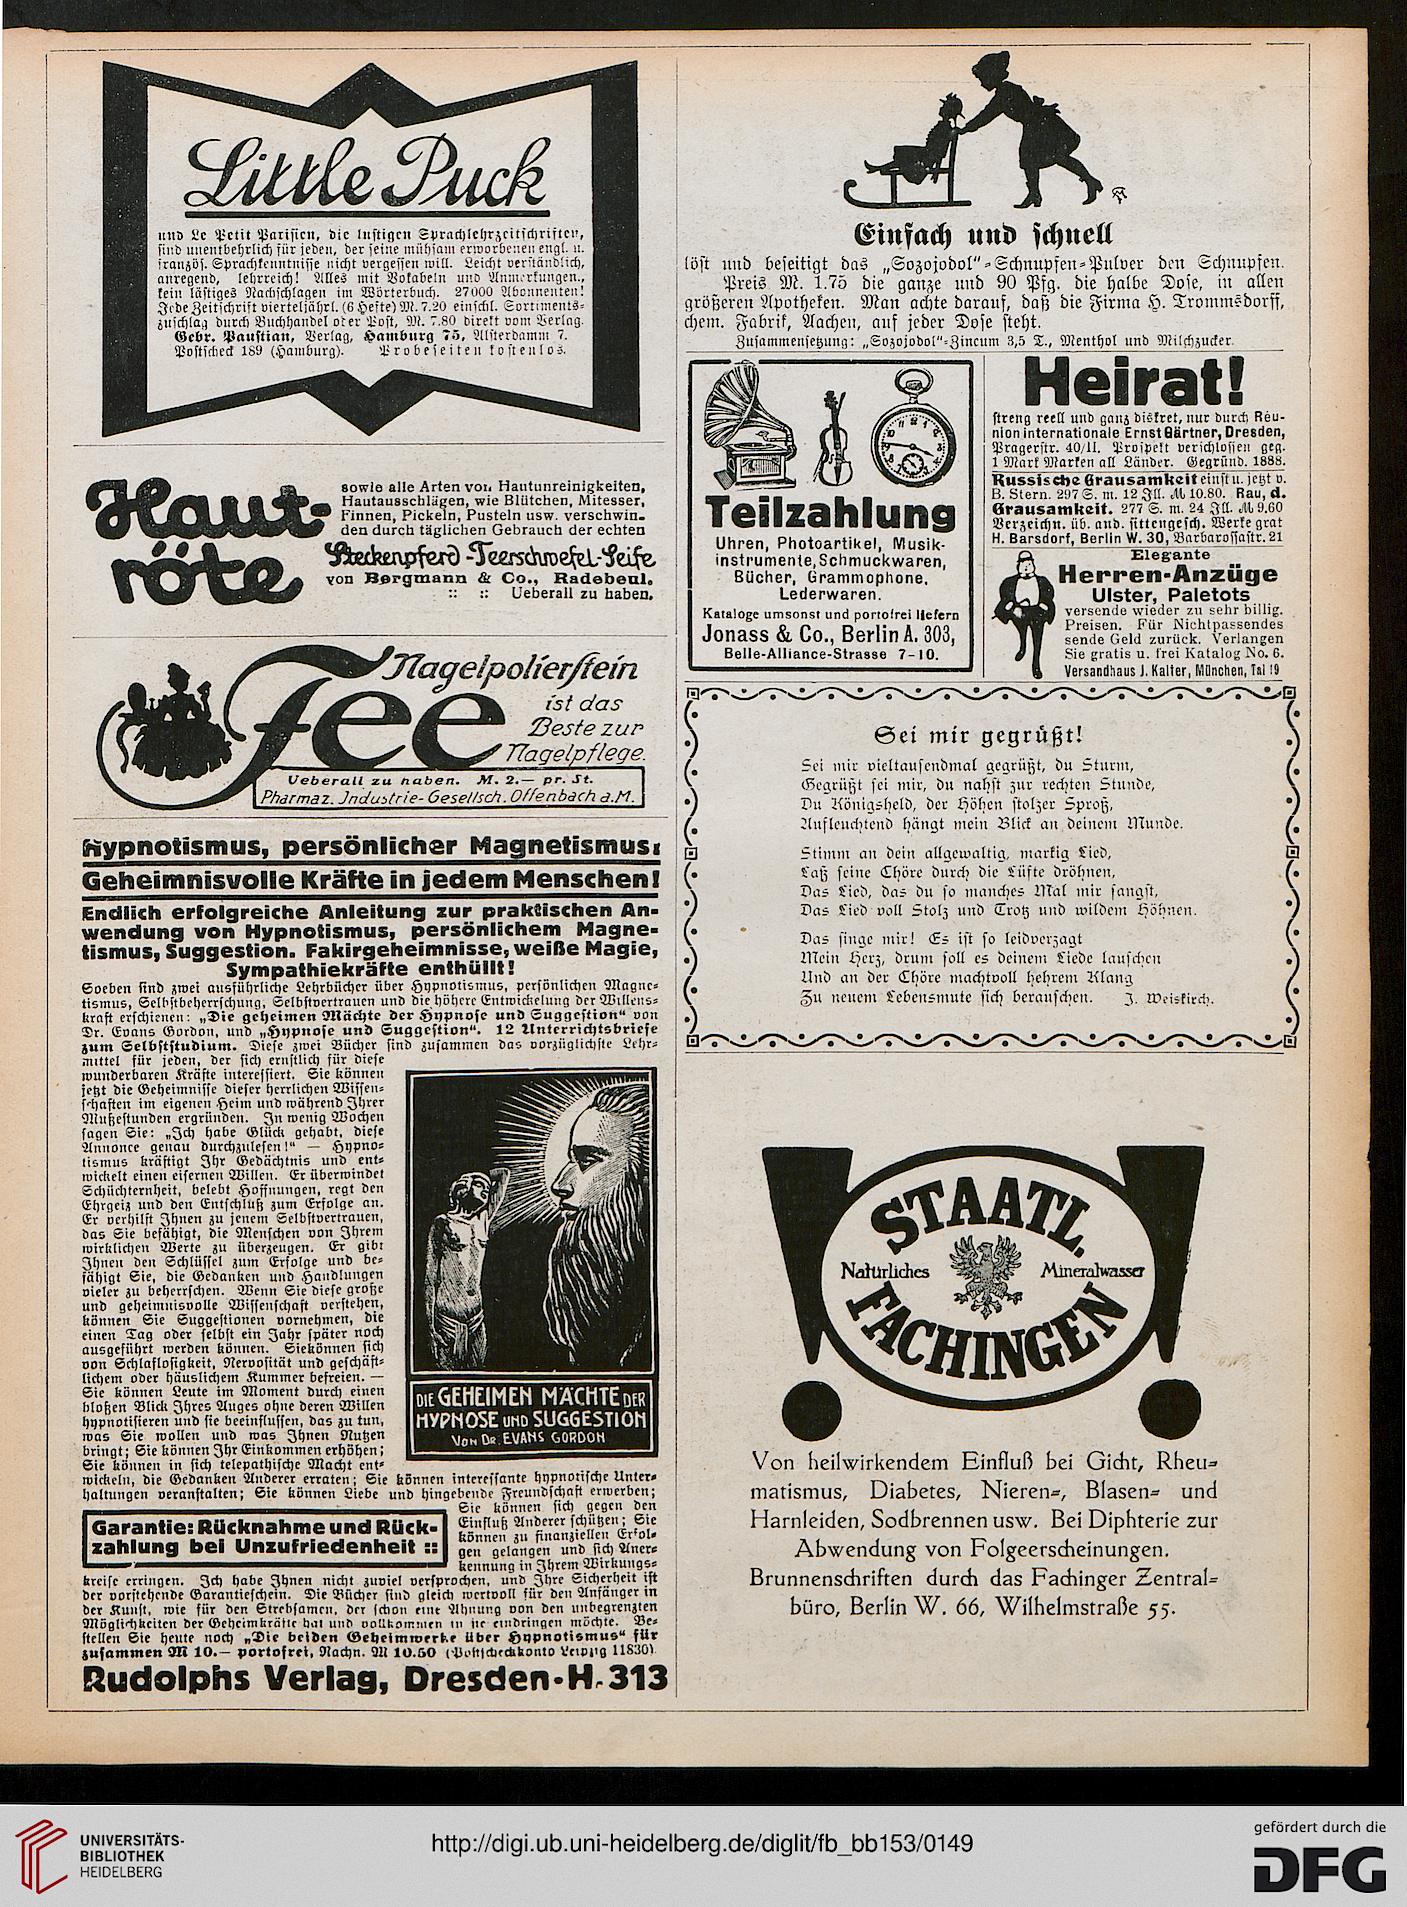 Little Puck
und Le Petit Parisien, die lustigen Sprachlehrzeitschriften,
sind unentbehrlich für jeden, der seine mühsam erworbenen engl. u.
französ. Sprachkenntnisse nicht vergessen will. Leicht verständlich,
anregend, lehrreich! Alles mit Vokabeln und Anmerkungen.,
kein lästiges Nachschlagen im Wörterbuch. 27000 Abonnenten!
Jede Zeitschrift vierteljährl. (6 Hefte) M. 7.20 einschl. Sortiments-
zuschlag durch Buchhandel oder Post, M. 7.80 direkt vom Verlag.
Gebr. Paustian, Verlag, Hamburg 75, Alsterdamm 7.
Postscheck 189 (Hamburg). Probeseiten kostenlos.
Haut-
röte
sowie alle Arten von Hautunreinigkeiten,
Hautausschlägen, wie Blütchen, Mitesser,
Finnen, Pickeln, Pusteln usw. verschwin-
den durch täglichen Gebrauch der echten
Steckenpferd-Teerschwefel-Seife
von Bergmann & Co., Radebeul.
:: :: Ueberall zu haben.
Fee
Nagelpolierstein
ist das
Beste zur
Nagelpflege.
Ueberall zu haben. M. 2.— pr. St.
Pharmaz. Industrie-Gesellsch. Offenbach a.M.
Hypnotismus, persönlicher Magnetismus;
Geheimnisvolle Kräfte in jedem Menschen!
Endlich erfolgreiche Anleitung zur praktischen An-
wendung von Hypnotismus, persönlichem Magne-
tismus, Suggestion. Fakirgeheimnisse, weiße Magie,
Sympathiekräfte enthüllt!
Soeben sind zwei ausführliche Lehrbücher über Hypnotismus, persönlichen Magne-
tismus, Selbstbeherrschung, Selbstvertrauen und die höhere Entwickelung der Willens-
kraft erschienen: „Die geheimen Mächte der Hypnose und Suggestion“ von
Dr. Evans Gordon, und „Hypnose und Suggestion“. 12 Unterrichtsbriefe
zum Selbststudium. Diese zwei Bücher sind zusammen das vorzüglichste Lehr-
mittel für jeden, der sich ernstlich für diese
wunderbaren Kräfte interessiert. Sie können
jetzt die Geheimnisse dieser herrlichen Wissen-
schaften im eigenen Heim und während Ihrer
Mußestunden ergründen. In wenig Wochen
sagen Sie: „Ich habe Glück gehabt, diese
Annonce genau durchzulesen!“ — Hypno-
tismus kräftigt Ihr Gedächtnis und ent-
wickelt einen eisernen Willen. Er überwindet
Schüchternheit, belebt Hoffnungen, regt den
Ehrgeiz und den Entschluß zum Erfolge an.
Er verhilft Ihnen zu jenem Selbstvertrauen,
das Sie befähigt, die Menschen von Ihrem
wirklichen Werte zu überzeugen. Er gibt
Ihnen den Schlüssel zum Erfolge und be-
fähigt Sie, die Gedanken und Handlungen
vieler zu beherrschen. Wenn Sie diese große
und geheimnisvolle Wissenschaft verstehen,
können Sie Suggestionen vornehmen, die
einen Tag oder selbst ein Jahr später noch
ausgeführt werden können. Sie können sich
von Schlaflosigkeit, Nervosität und geschäft-
lichem oder häuslichem Kummer befreien. —
Sie können Leute im Moment durch einen
bloßen Blick Ihres Auges ohne deren Willen
hypnotisieren und sie beeinflussen, das zu tun,
was Sie wollen und was Ihnen Nutzen
bringt; Sie können Ihr Einkommen erhöhen;
Sie können in sich telepathische Macht ent-
wickeln, die Gedanken Anderer erraten; Sie können interessante hypnotische Unter-
haltungen veranstalten; Sie können Liebe und hingebende Freundschaft erwerben;
Sie können sich gegen den
Einfluß Anderer schützen; Sie
können zu finanziellen Erfol-
gen gelangen und sich Aner-
kennung in Ihrem Wirkungs-
kreise erringen. Ich habe Ihnen nicht zuviel versprochen, und Ihre Sicherheit ist
der vorstehende Garantieschein. Die Bücher sind gleich wertvoll für den Anfänger in
der Kunst, wie für den Strebsamen, der schon eine Ahnung von den unbegrenzten
Möglichkeiten der Geheimkräfte hat und vollkommen in sie eindringen möchte. Be-
stellen Sie heute noch „Die beiden Geheimwerke über Hypnotismus“ für
zusammen M 10.— portofrei, Nachn. M 10.50 (Postscheckkonto Leipzig 11830).
Garantie: Rücknahme und Rück-
zahlung bei Unzufriedenheit ::
DIE GEHEIMEN MÄCHTE DER
HYPNOSE UND SUGGESTION
VON DR. EVANS GORDON
Rudolphs Verlag, Dresden-H. 313
Einfach und schnell
löst und beseitigt das „Sozojodol“-Schnupfen-Pulver den Schnupfen.
Preis M. 1.75 die ganze und 90 Pfg. die halbe Dose, in allen
größeren Apotheken. Man achte darauf, daß die Firma H. Trommsdorff,
chem. Fabrik, Aachen, auf jeder Dose steht.
Zusammensetzung: „Sozojodol“-Zincum 3,5 T., Menthol und Milchzucker.
Teilzahlung
Uhren, Photoartikel, Musik-
instrumente, Schmuckwaren,
Bücher, Grammophone,
Lederwaren.
Kataloge umsonst und portofrei liefern
Jonass & Co., Berlin A. 303,
Belle-Alliance-Strasse 7-10.
Heirat!
streng reell und ganz diskret, nur durch Réu-
nion internationale Ernst Gärtner, Dresden,
Pragerstr. 40/II. Prospekt verschlossen geg.
1 Mark Marken all Länder. Gegründ. 1888.
Russische Grausamkeit einst u. jetzt v.
B. Stern. 297 S. m. 12 Ill. M 10.80. Rau, d.
Grausamkeit. 277 S. m. 24 Ill. M 9.60
Verzeichn. üb. and. sittengesch. Werke grat
H. Barsdorf, Berlin W. 30, Barbarossastr. 21
Elegante
Herren-Anzüge
Ulster, Paletots
versende wieder zu sehr billig.
Preisen. Für Nichtpassendes
sende Geld zurück. Verlangen
Sie gratis u. frei Katalog No. 6.
Versandhaus J. Kalter, München, Tal 19
Sei mir gegrüßt!
Sei mir vieltausendmal gegrüßt, du Sturm,
Gegrüßt sei mir, du nahst zur rechten Stunde,
Du Königsheld, der Höhen stolzer Sproß,
Aufleuchtend hängt mein Blick an deinem Munde.
Stimm an dein allgewaltig, markig Lied,
Laß seine Chöre durch die Lüfte dröhnen,
Das Lied, das du so manches Mal mir sangst,
Das Lied voll Stolz und Trotz und wildem Höhnen.
Das singe mir! Es ist so leidverzagt
Mein Herz, drum soll es deinem Liede lauschen
Und an der Chöre machtvoll hehrem Klang
Zu neuem Lebensmute sich berauschen. J. Weiskirch.
STAATL.
Natürliches Mineralwasser
FACHINGEN
Von heilwirkendem Einfluß bei Gicht, Rheu-
matismus, Diabetes, Nieren-, Blasen- und
Harnleiden, Sodbrennen usw. Bei Diphterie zur
Abwendung von Folgeerscheinungen.
Brunnenschriften durch das Fachinger Zentral-
büro, Berlin W. 66, Wilhelmstraße 55.
UNIVERSITÄTS-
BIBLIOTHEK
HEIDELBERG
http://digi.ub.uni-heidelberg.de/diglit/fb_bb153/0149
gefördert durch die
DFG